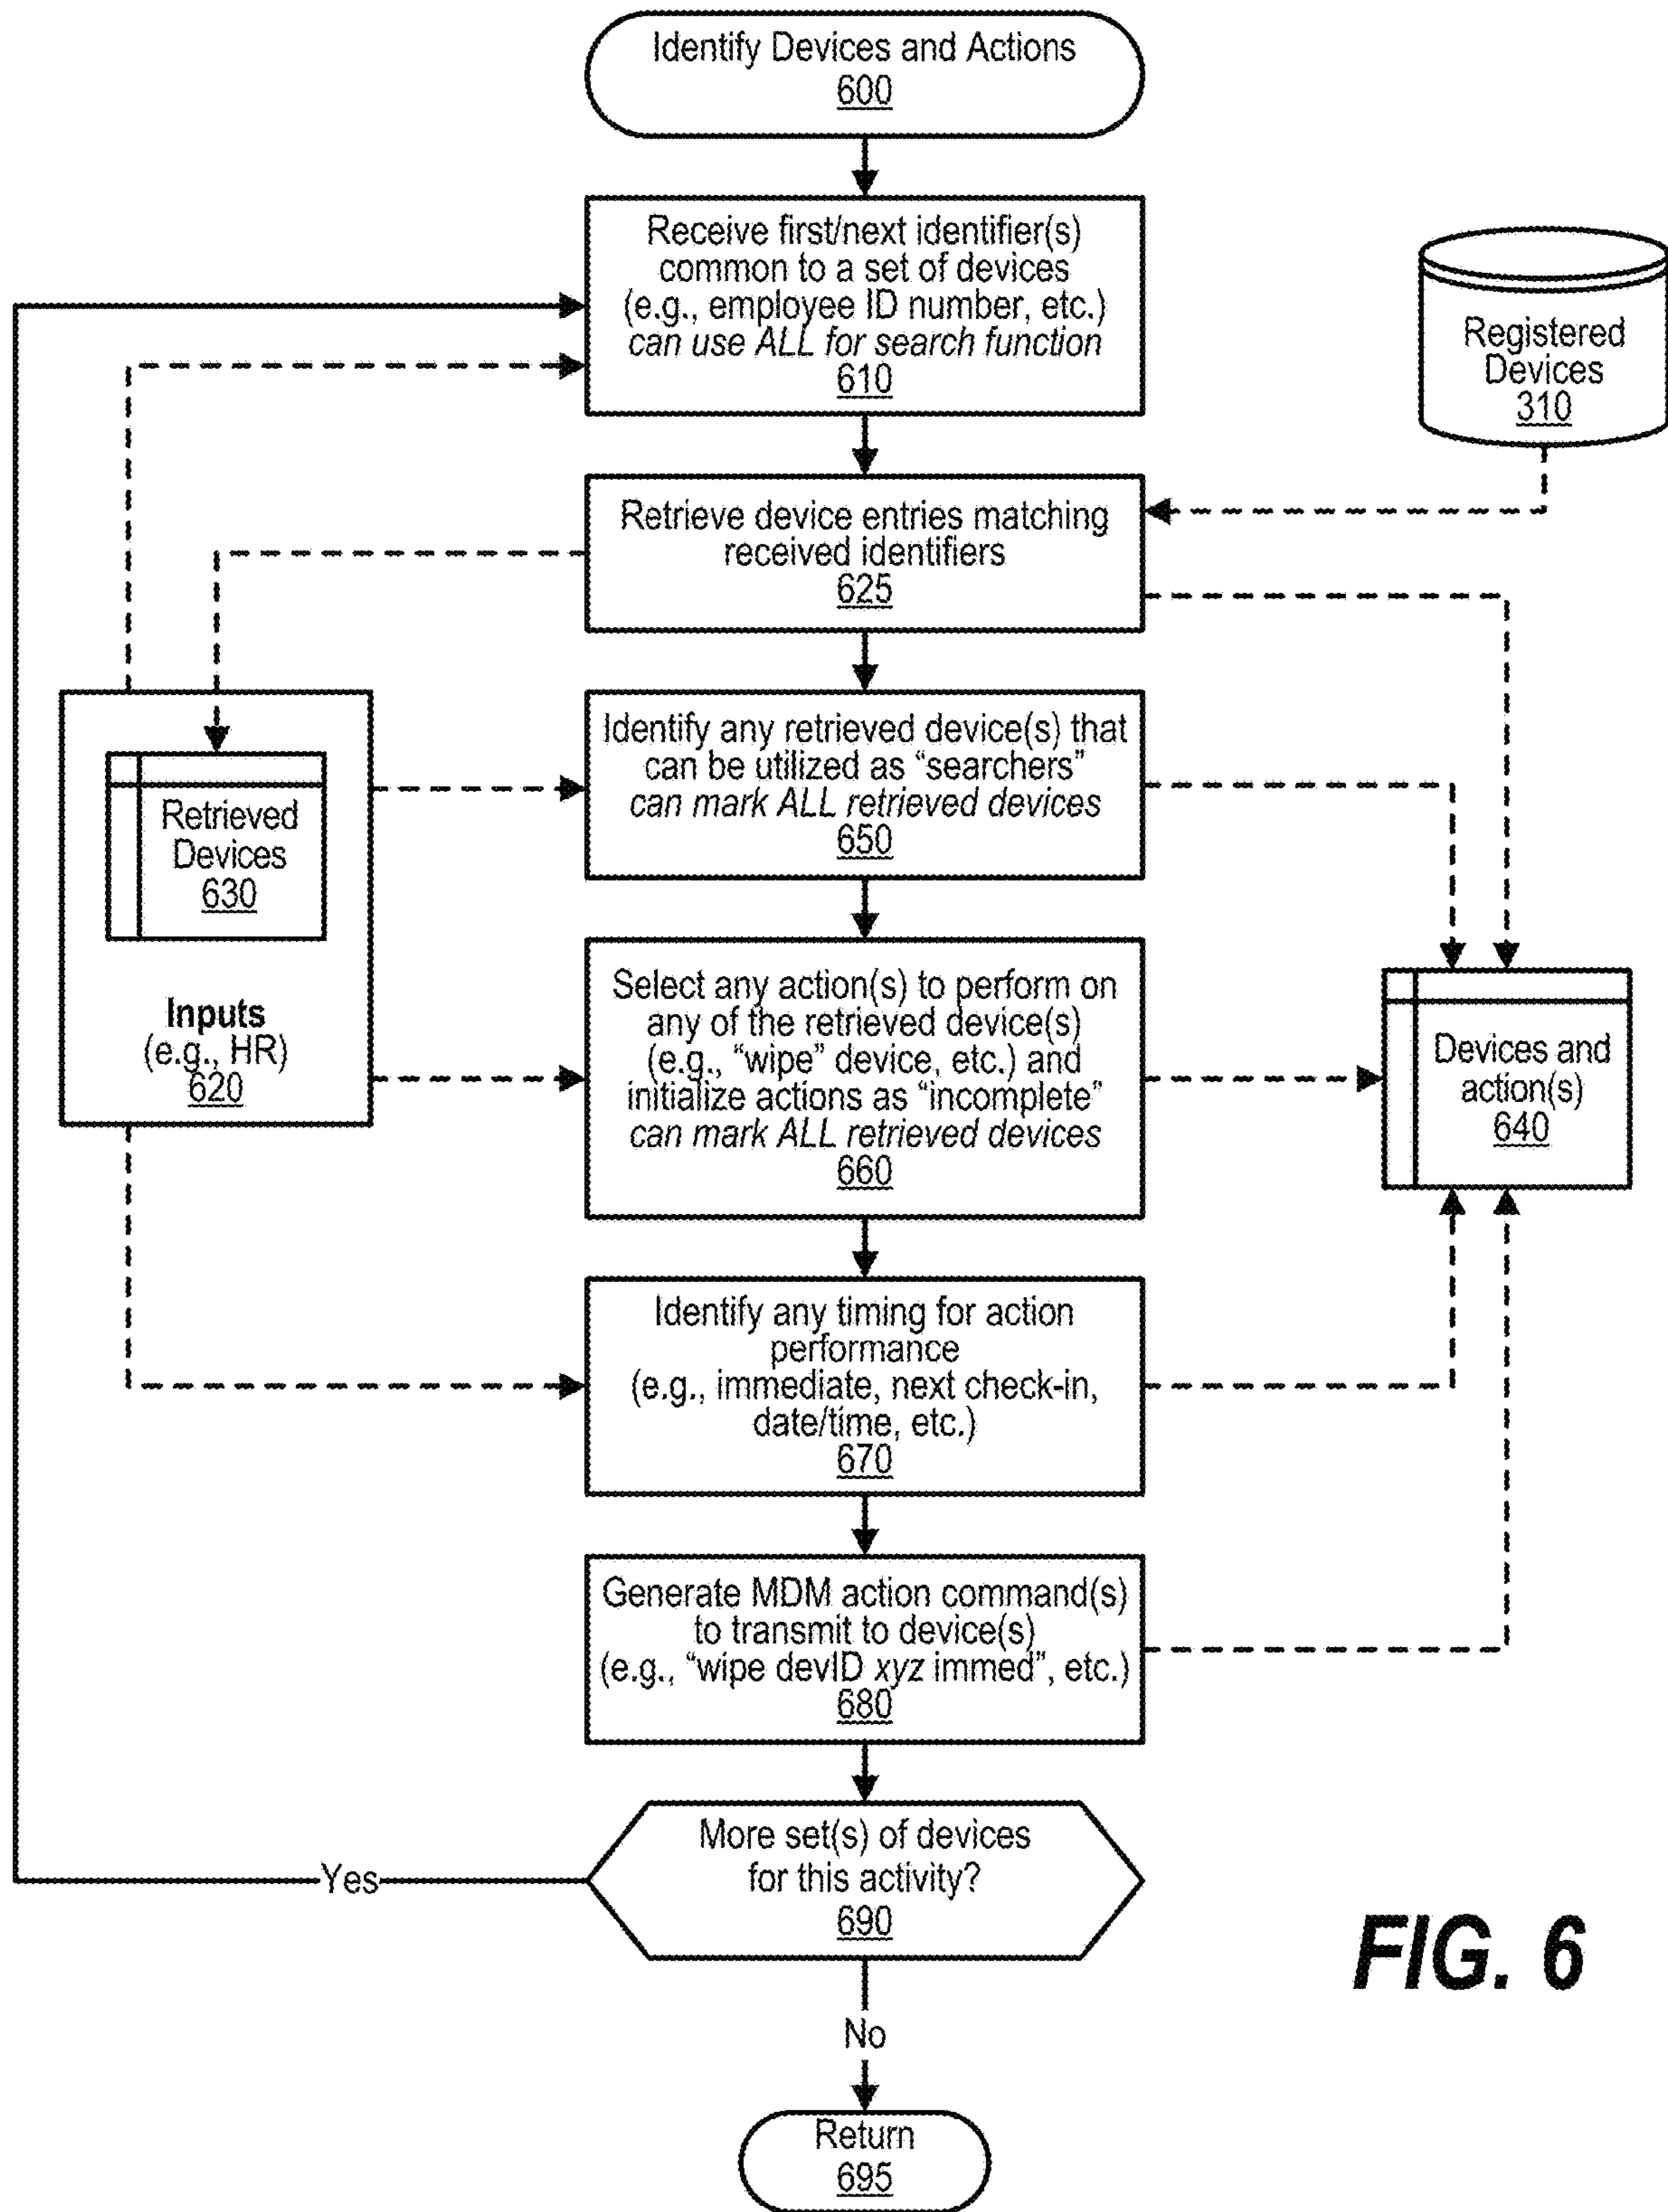 Identify Devices and Actions
600
Receive first/next identifier(s)
common to a set of devices
(e.g., employee ID number, etc.)
can use ALL for search function
610
Registered
Devices
310
Retrieve device entries matching
received identifiers
625
Identify any retrieved device(s) that
can be utilized as “searchers”
can mark ALL retrieved devices
650
Retrieved
Devices
630
Inputs
(e.g., HR)
620
Select any action(s) to perform on
any of the retrieved device(s)
(e.g., “wipe” device, etc.) and
initialize actions as “incomplete”
can mark ALL retrieved devices
660
Devices and
action(s)
640
Identify any timing for action
performance
(e.g., immediate, next check-in,
date/time, etc.)
670
Generate MDM action command(s)
to transmit to device(s)
(e.g., “wipe devID xyz immed”, etc.)
680
More set(s) of devices
for this activity?
690
Yes
No
Return
695
FIG. 6